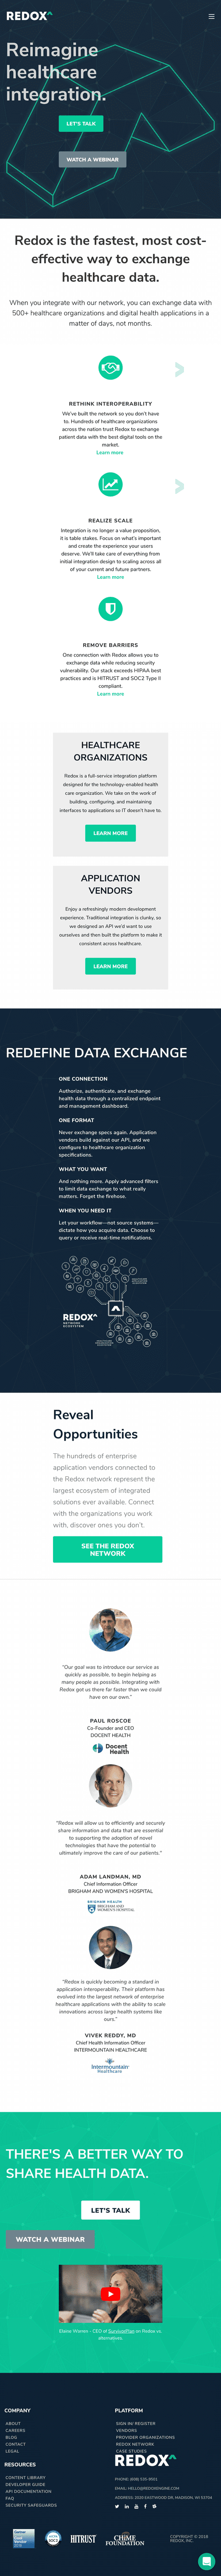 REDOX
Reimagine
healthcare
integration.
LET'S TALK
WATCH A WEBINAR
Redox is the fastest, most cost-
effective way to exchange
healthcare data.
When you integrate with our network, you can exchange data with
500+ healthcare organizations and digital health applications in a
matter of days, not months.
RETHINK INTEROPERABILITY
We've built the network so you don't have
to. Hundreds of healthcare organizations
across the nation trust Redox to exchange
patient data with the best digital tools on the
market.
Learn more
REALIZE SCALE
Integration is no longer a value proposition,
it is table stakes. Focus on what's important
and create the experience your users
deserve. We'll take care of everything from
initial integration design to scaling across all
of your current and future partners.
Learn more
REMOVE BARRIERS
One connection with Redox allows you to
exchange data while reducing security
vulnerability. Our stack exceeds HIPAA best
practices and is HITRUST and SOC2 Type II
compliant.
Learn more
HEALTHCARE
ORGANIZATIONS
Redox is a full-service integration platform
designed for the technology-enabled health
care organization. We take on the work of
building, configuring, and maintaining
interfaces to applications so IT doesn't have to.
LEARN MORE
APPLICATION
VENDORS
Enjoy a refreshingly modern development
experience. Traditional integration is clunky, so
we designed an API we'd want to use
ourselves and then built the platform to make it
consistent across healthcare.
LEARN MORE
REDEFINE DATA EXCHANGE
ONE CONNECTION
Authorize, authenticate, and exchange
health data through a centralized endpoint
and management dashboard.
ONE FORMAT
Never exchange specs again. Application
vendors build against our API, and we
configure to healthcare organization
specifications.
WHAT YOU WANT
And nothing more. Apply advanced filters
to limit data exchange to what really
matters. Forget the firehose.
WHEN YOU NEED IT
Let your workflow—not source systems—
dictate how you acquire data. Choose to
query or receive real-time notifications.
REDOX
NETWORK
ECOSYSTEM
Reveal
Opportunities
The hundreds of enterprise
application vendors connected to
the Redox network represent the
largest ecosystem of integrated
solutions ever available. Connect
with the organizations you work
with, discover ones you don't.
SEE THE REDOX
NETWORK
"Our goal was to introduce our service as
quickly as possible, to begin helping as
many people as possible. Integrating with
Redox got us there far faster than we could
have on our own."
PAUL ROSCOE
Co-Founder and CEO
DOCENT HEALTH
Docent
Health
"Redox will allow us to efficiently and securely
share information and data that are essential
to supporting the adoption of novel
technologies that have the potential to
ultimately improve the care of our patients."
ADAM LANDMAN, MD
Chief Information Officer
BRIGHAM AND WOMEN'S HOSPITAL
BRIGHAM HEALTH
BRIGHAM AND
WOMEN'S HOSPITAL
"Redox is quickly becoming a standard in
application interoperability. Their platform has
evolved into the largest network of enterprise
healthcare applications with the ability to scale
innovations across large health systems like
ours."
VIVEK REDDY, MD
Chief Health Information Officer
INTERMOUNTAIN HEALTHCARE
Intermountain
Healthcare
THERE'S A BETTER WAY TO
SHARE HEALTH DATA.
LET'S TALK
WATCH A WEBINAR
Elaine Warren - CEO of SurvivorPlan on Redox vs.
alternatives.
COMPANY
ABOUT
CAREERS
BLOG
CONTACT
LEGAL
RESOURCES
CONTENT LIBRARY
DEVELOPER GUIDE
API DOCUMENTATION
FAQ
SECURITY SAFEGUARDS
PLATFORM
SIGN IN/ REGISTER
VENDORS
PROVIDER ORGANIZATIONS
REDOX NETWORK
CASE STUDIES
REDOX
PHONE: (608) 535-9501
EMAIL: HELLO@REDOXENGINE.COM
ADDRESS: 2020 EASTWOOD DR, MADISON, WI 53704
HITRUST
CHiME
FOUNDATION
COPYRIGHT © 2018
REDOX, INC.